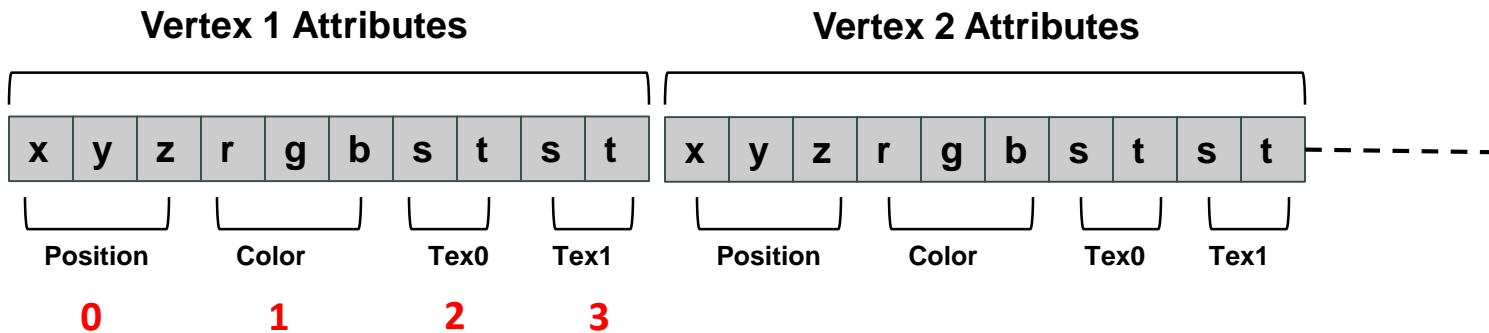 Vertex 1 Attributes Vertex 2 Attributes
x y z r g b s t s t x y z r g b s t s t
Position Color Tex0 Tex1 Position Color Tex0 Tex1
0 1 2 3